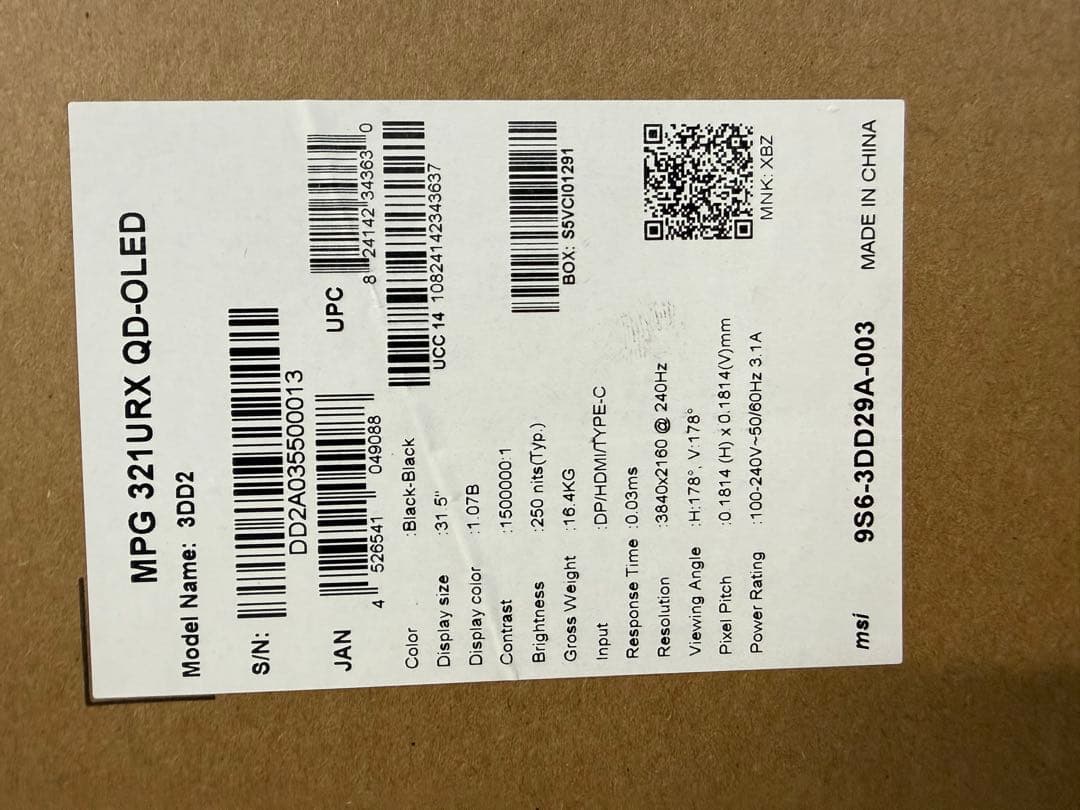 MPG 321URX QD-OLED
Model Name: 3DD2
S/N:
DD2A035500013
JAN
4 526541 049088
UPC
8 24142 34363 0
UCC 14 10824142343637
Color :Black-Black
Display size :31.5"
Display color :1.07B
Contrast :1500000:1
Brightness :250 nits(Typ.)
Gross Weight :16.4KG
Input :DP/HDMI/TYPE-C
Response Time :0.03ms
Resolution :3840x2160 @ 240Hz
Viewing Angle :H:178°, V:178°
Pixel Pitch :0.1814 (H) x 0.1814(V)mm
Power Rating :100-240V~50/60Hz 3.1A
BOX: S5VCI01291
MNK: XBZ
msi 9S6-3DD29A-003 MADE IN CHINA